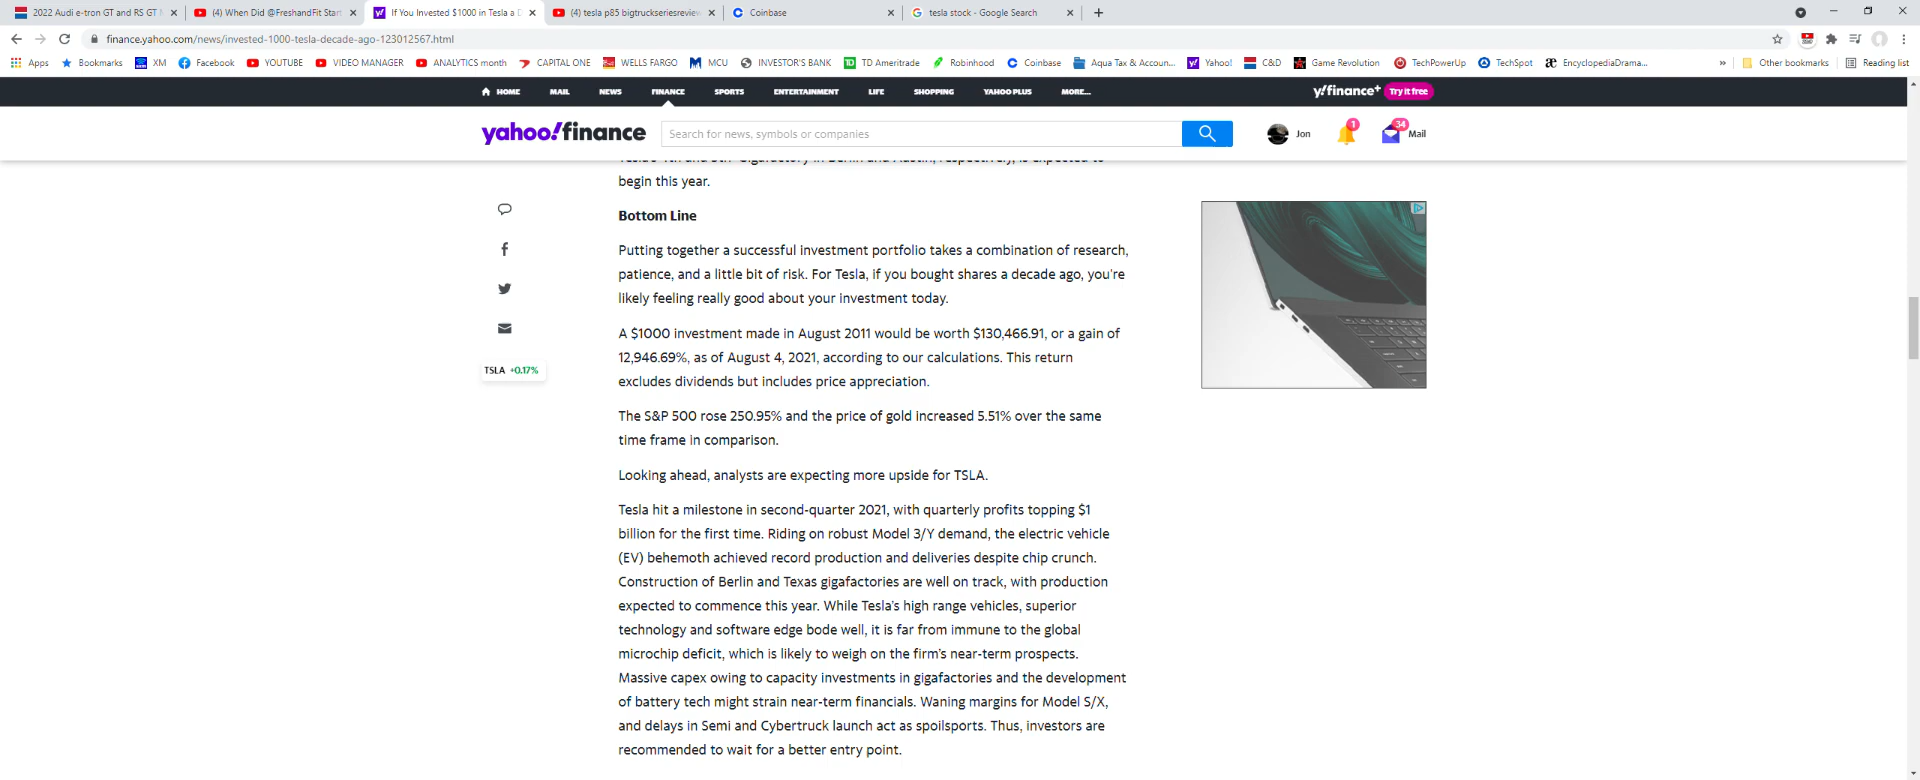 2022 Audi e-tron GT and RS GT
(4) When Did @FreshandFit Start
If You Invested $1000 in Tesla a D
(4) tesla p85 bigtruckseriesreview
Coinbase
tesla stock - Google Search
finance.yahoo.com/news/invested-1000-tesla-decade-ago-123012567.html
Apps Bookmarks XM Facebook YOUTUBE VIDEO MANAGER ANALYTICS month CAPITAL ONE WELLS FARGO MCU INVESTOR'S BANK TD Ameritrade Robinhood Coinbase Aqua Tax & Accoun... Yahoo! C&D Game Revolution TechPowerUp TechSpot EncyclopediaDrama... » Other bookmarks Reading list
HOME MAIL NEWS FINANCE SPORTS ENTERTAINMENT LIFE SHOPPING YAHOO PLUS MORE... y!finance+ Try it free
yahoo!finance Search for news, symbols or companies Jon 1 34 Mail
begin this year.
Bottom Line
Putting together a successful investment portfolio takes a combination of research,
patience, and a little bit of risk. For Tesla, if you bought shares a decade ago, you're
likely feeling really good about your investment today.
A $1000 investment made in August 2011 would be worth $130,466.91, or a gain of
12,946.69%, as of August 4, 2021, according to our calculations. This return
excludes dividends but includes price appreciation.
TSLA +0.17%
The S&P 500 rose 250.95% and the price of gold increased 5.51% over the same
time frame in comparison.
Looking ahead, analysts are expecting more upside for TSLA.
Tesla hit a milestone in second-quarter 2021, with quarterly profits topping $1
billion for the first time. Riding on robust Model 3/Y demand, the electric vehicle
(EV) behemoth achieved record production and deliveries despite chip crunch.
Construction of Berlin and Texas gigafactories are well on track, with production
expected to commence this year. While Tesla's high range vehicles, superior
technology and software edge bode well, it is far from immune to the global
microchip deficit, which is likely to weigh on the firm's near-term prospects.
Massive capex owing to capacity investments in gigafactories and the development
of battery tech might strain near-term financials. Waning margins for Model S/X,
and delays in Semi and Cybertruck launch act as spoilsports. Thus, investors are
recommended to wait for a better entry point.